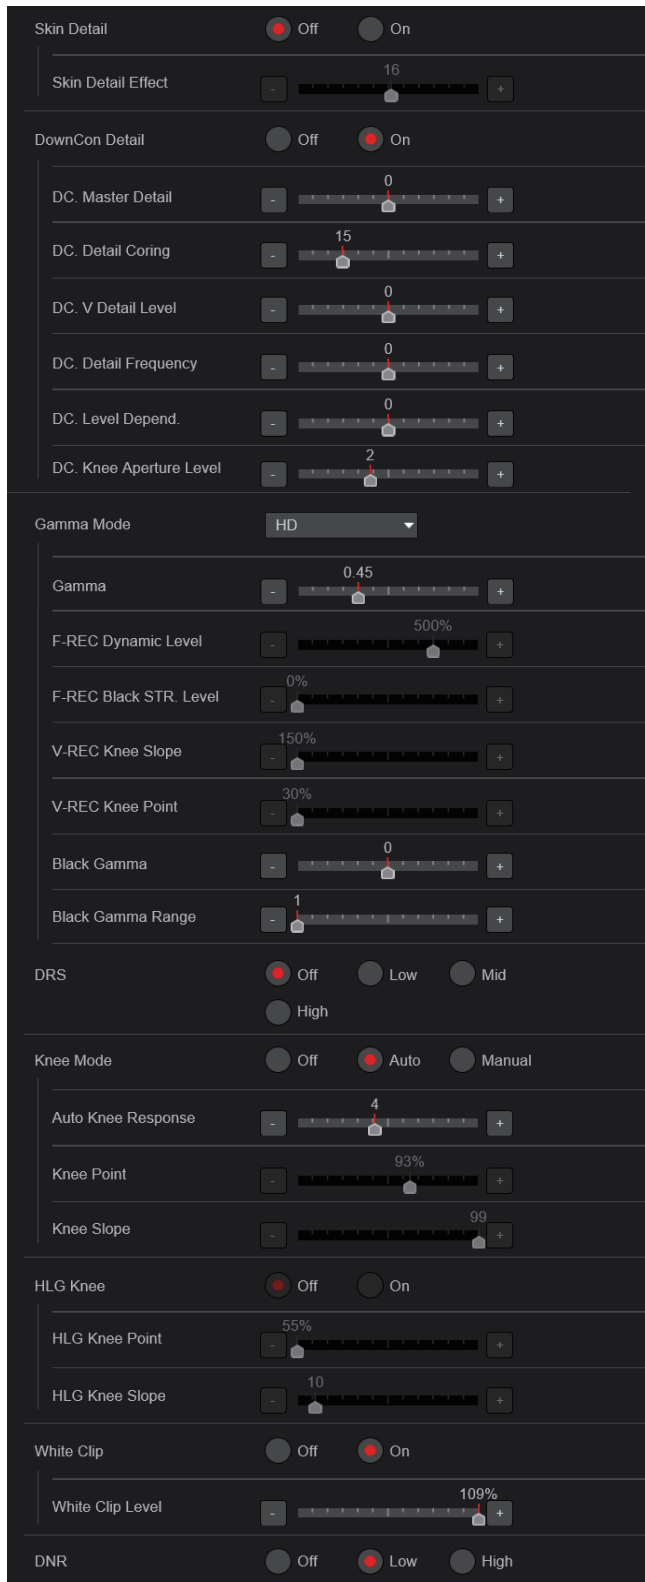 Skin Detail Off On
16
Skin Detail Effect - +
DownCon Detail Off On
0
DC. Master Detail - +
15
DC. Detail Coring - +
0
DC. V Detail Level - +
0
DC. Detail Frequency - +
0
DC. Level Depend. - +
2
DC. Knee Aperture Level - +
Gamma Mode HD
0.45
Gamma - +
500%
F-REC Dynamic Level - +
0%
F-REC Black STR. Level - +
150%
V-REC Knee Slope - +
30%
V-REC Knee Point - +
0
Black Gamma - +
1
Black Gamma Range - +
DRS Off Low Mid
High
Knee Mode Off Auto Manual
4
Auto Knee Response - +
93%
Knee Point - +
99
Knee Slope - +
HLG Knee Off On
55%
HLG Knee Point - +
10
HLG Knee Slope - +
White Clip Off On
109%
White Clip Level - +
DNR Off Low High